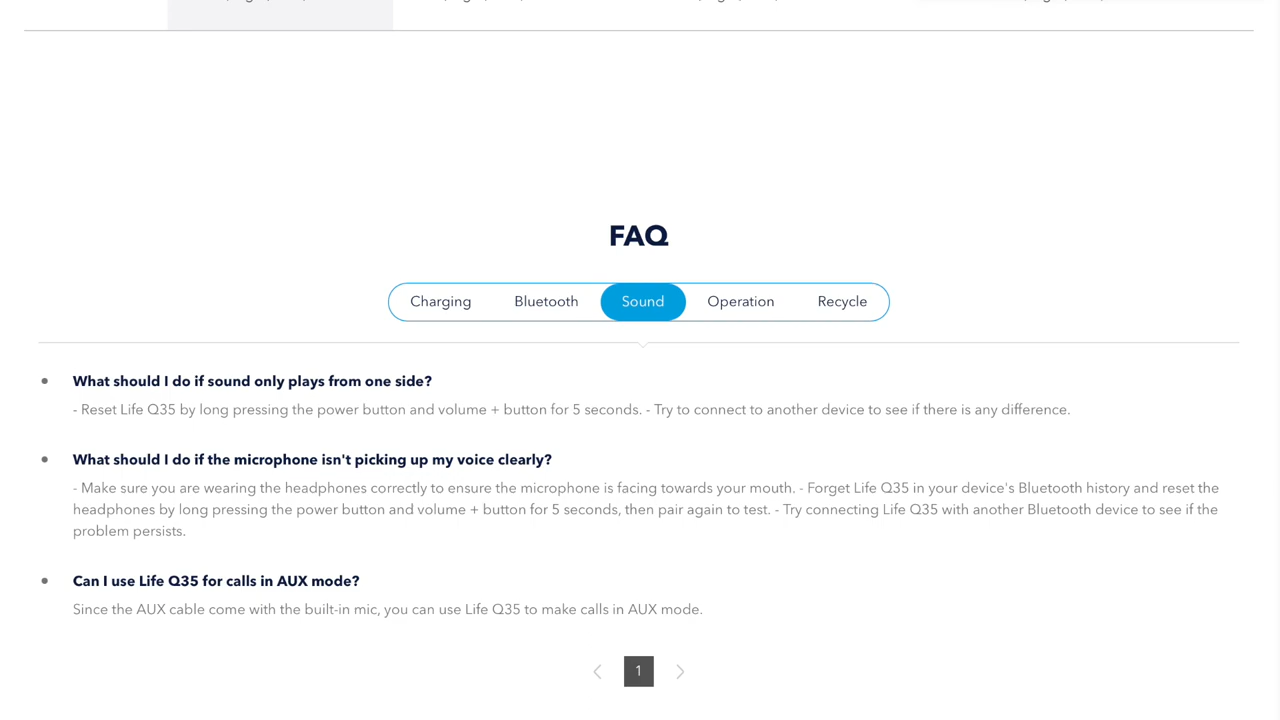 FAQ
Charging Bluetooth Sound Operation Recycle
What should I do if sound only plays from one side?
- Reset Life Q35 by long pressing the power button and volume + button for 5 seconds. - Try to connect to another device to see if there is any difference.
What should I do if the microphone isn't picking up my voice clearly?
- Make sure you are wearing the headphones correctly to ensure the microphone is facing towards your mouth. - Forget Life Q35 in your device's Bluetooth history and reset the
headphones by long pressing the power button and volume + button for 5 seconds, then pair again to test. - Try connecting Life Q35 with another Bluetooth device to see if the
problem persists.
Can I use Life Q35 for calls in AUX mode?
Since the AUX cable come with the built-in mic, you can use Life Q35 to make calls in AUX mode.
1